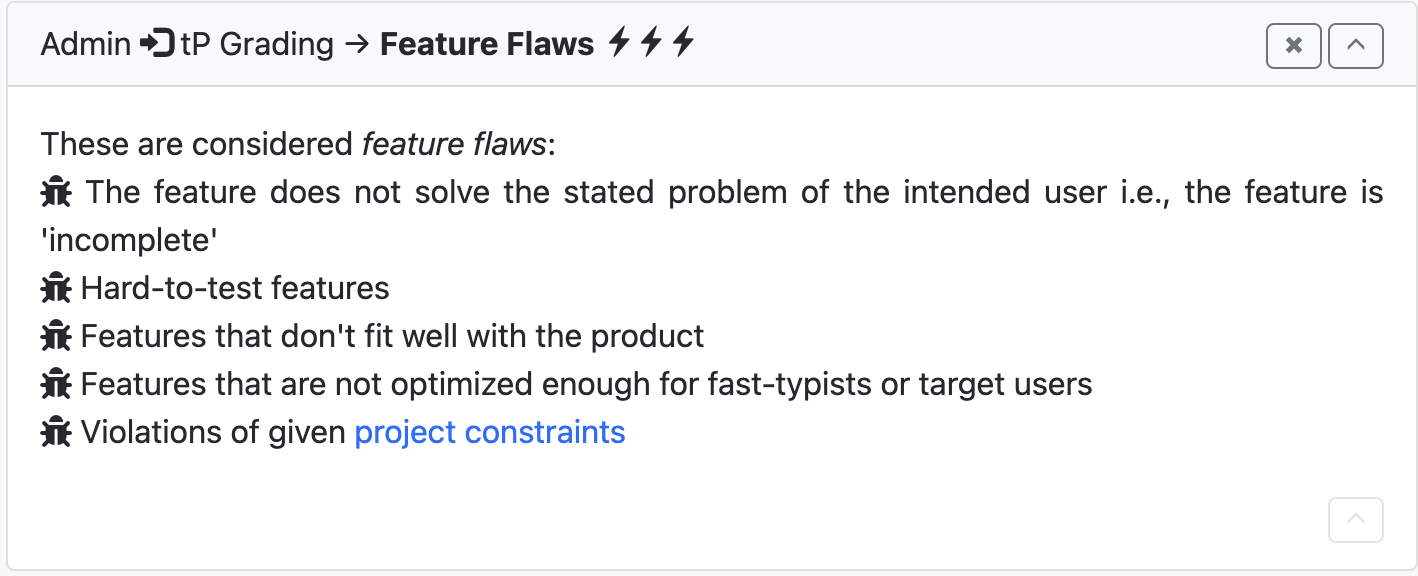 Admin tP Grading → Feature Flaws
These are considered feature flaws:
The feature does not solve the stated problem of the intended user i.e., the feature is
'incomplete'
Hard-to-test features
Features that don't fit well with the product
Features that are not optimized enough for fast-typists or target users
Violations of given project constraints